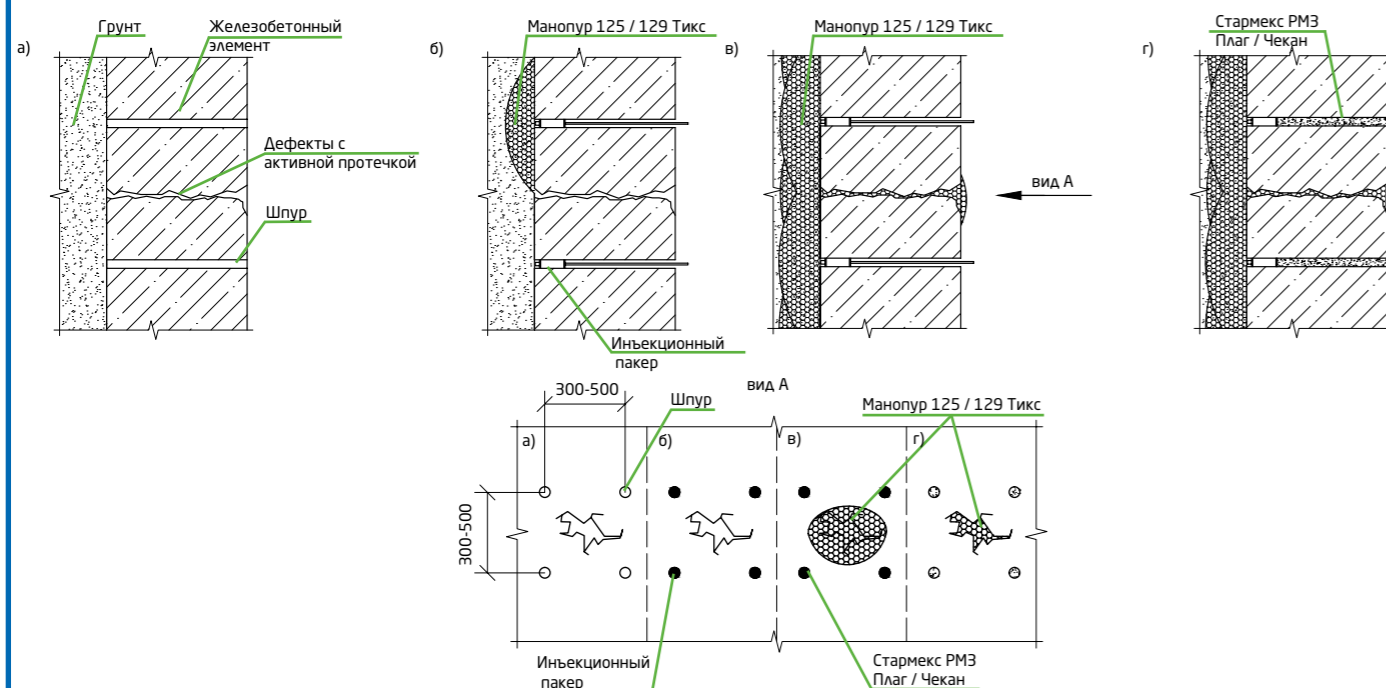 а)
Грунт
Железобетонный
элемент
Дефекты с
активной протечкой
Шпур
б)
Манопур 125 / 129 Тикс
Инъекционный
пакер
в)
Манопур 125 / 129 Тикс
вид А
г)
Стармекс РМЗ
Плаг / Чекан
вид А
300-500
Шпур
Манопур 125 / 129 Тикс
а)
б)
в)
г)
300-500
Инъекционный
пакер
Стармекс РМЗ
Плаг / Чекан